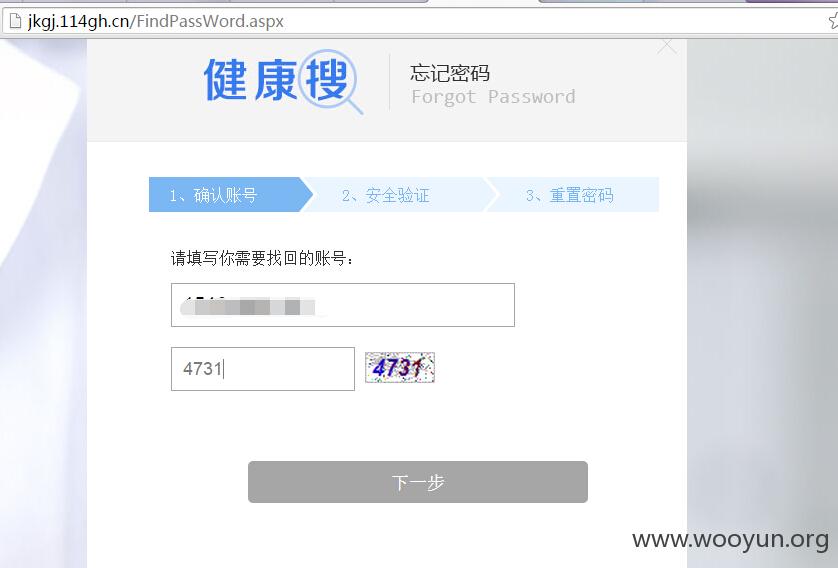 jkgj.114gh.cn/FindPassWord.aspx
健康搜
忘记密码
Forgot Password
1、确认账号
2、安全验证
3、重置密码
请填写你需要找回的账号：
4731
4731
下一步
www.wooyun.org